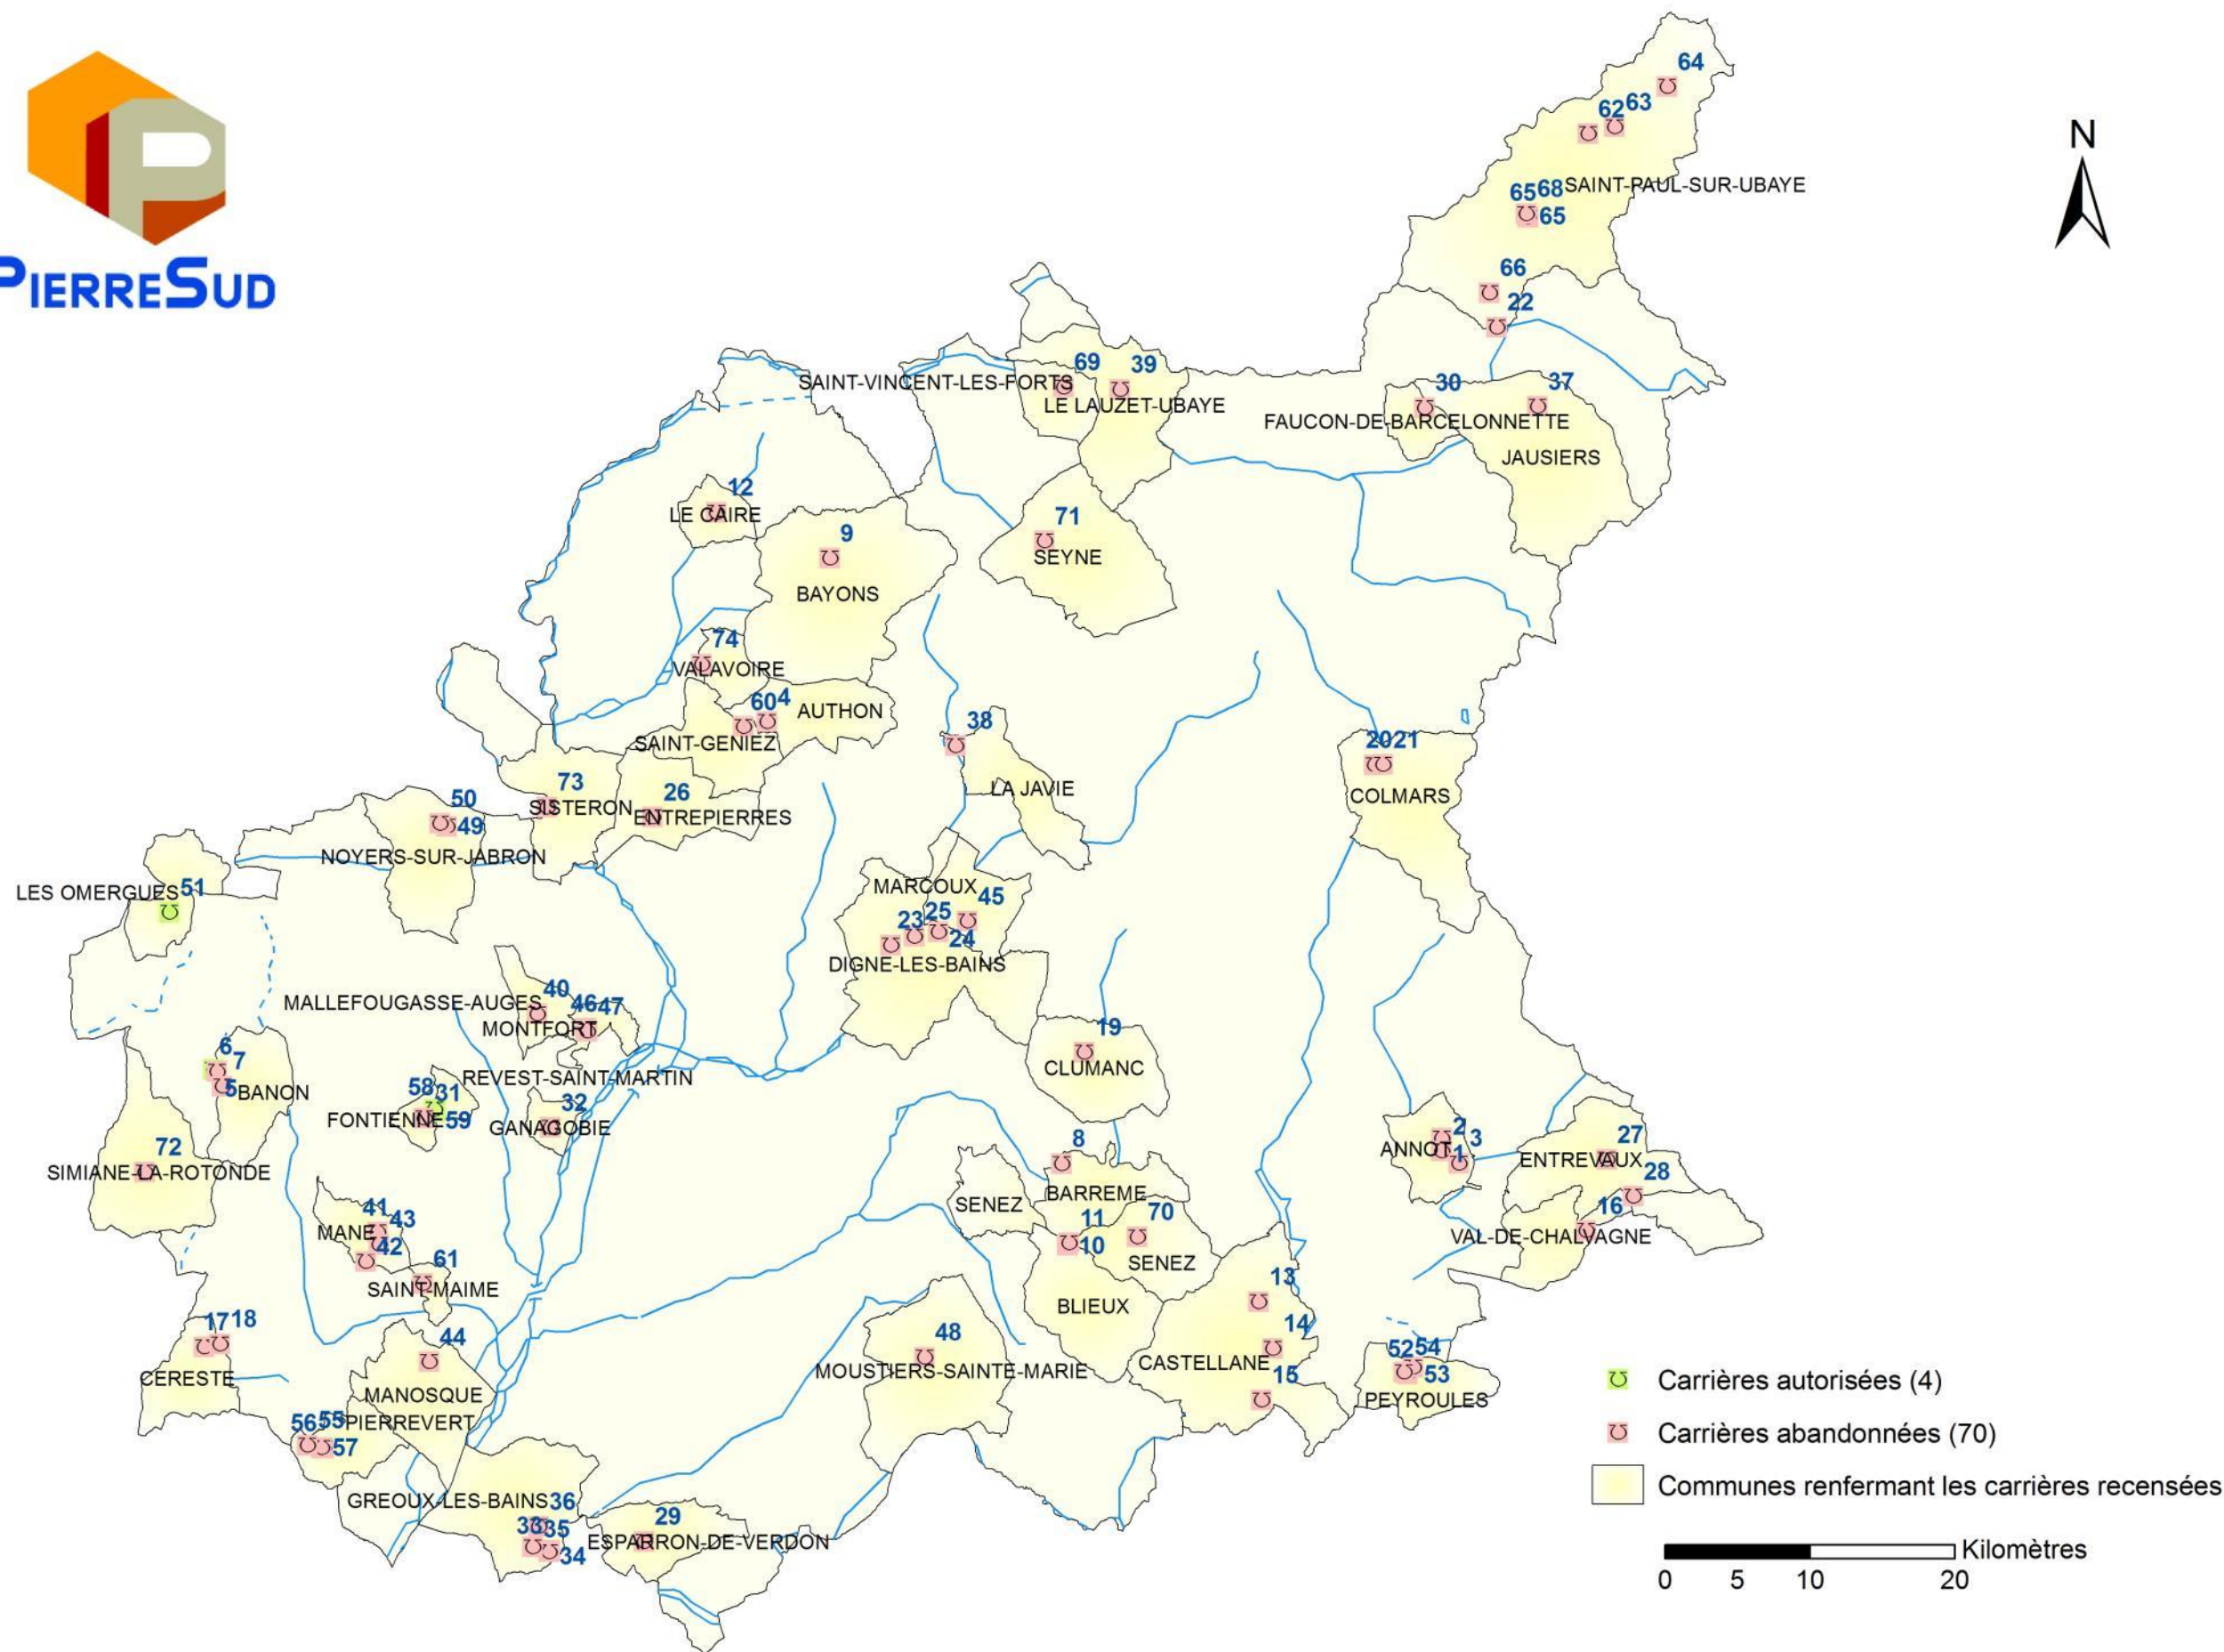 64
62 63
N
65 68 SAINT-PAUL-SUR-UBAYE
65
PIERRESUD
66
22
69 39
SAINT-VINCENT-LES-FORTS
LE LAUZET-UBAYE
30 37
FAUCON-DE-BARCELONNETTE
JAUSIERS
12
LE CAIRE
9
BAYONS
71
SEYNE
74
VALAVOIRE
60 4
AUTHON
SAINT-GENIEZ
38
LA JAVIE
20 21
COLMARS
73
SISTERON
26
ENTREPIERRES
50
49
NOYERS-SUR-JABRON
LES OMERGUES 51
MARCOUX 45
23 25
24
DIGNE-LES-BAINS
40
MALLEFOUGASSE-AUGES
46 47
MONTFORT
REVEST-SAINT-MARTIN
19
CLUMANC
6
7
5 BANON
58 31
FONTIENNE 59
32
GANAGOBIE
72
SIMIANE-LA-ROTONDE
8
BARREME
SENEZ
11 70
10
SENEZ
BLIEUX
2 3
ANNOT 1
27
ENTREVAUX
28
16
VAL-DE-CHALVAGNE
41
43
MANE
42
61
SAINT-MAIME
13
14
CASTELLANE
15
17 18
CERESTE
44
MANOSQUE
48
MOUSTIERS-SAINTE-MARIE
52 54
53
PEYROULES
56 55 PIERREVERT
57
GREOUX-LES-BAINS 36
33 35
34
29
ESPARRON-DE-VERDON
Carrières autorisées (4)
Carrières abandonnées (70)
Communes renfermant les carrières recensées
Kilomètres
0 5 10 20